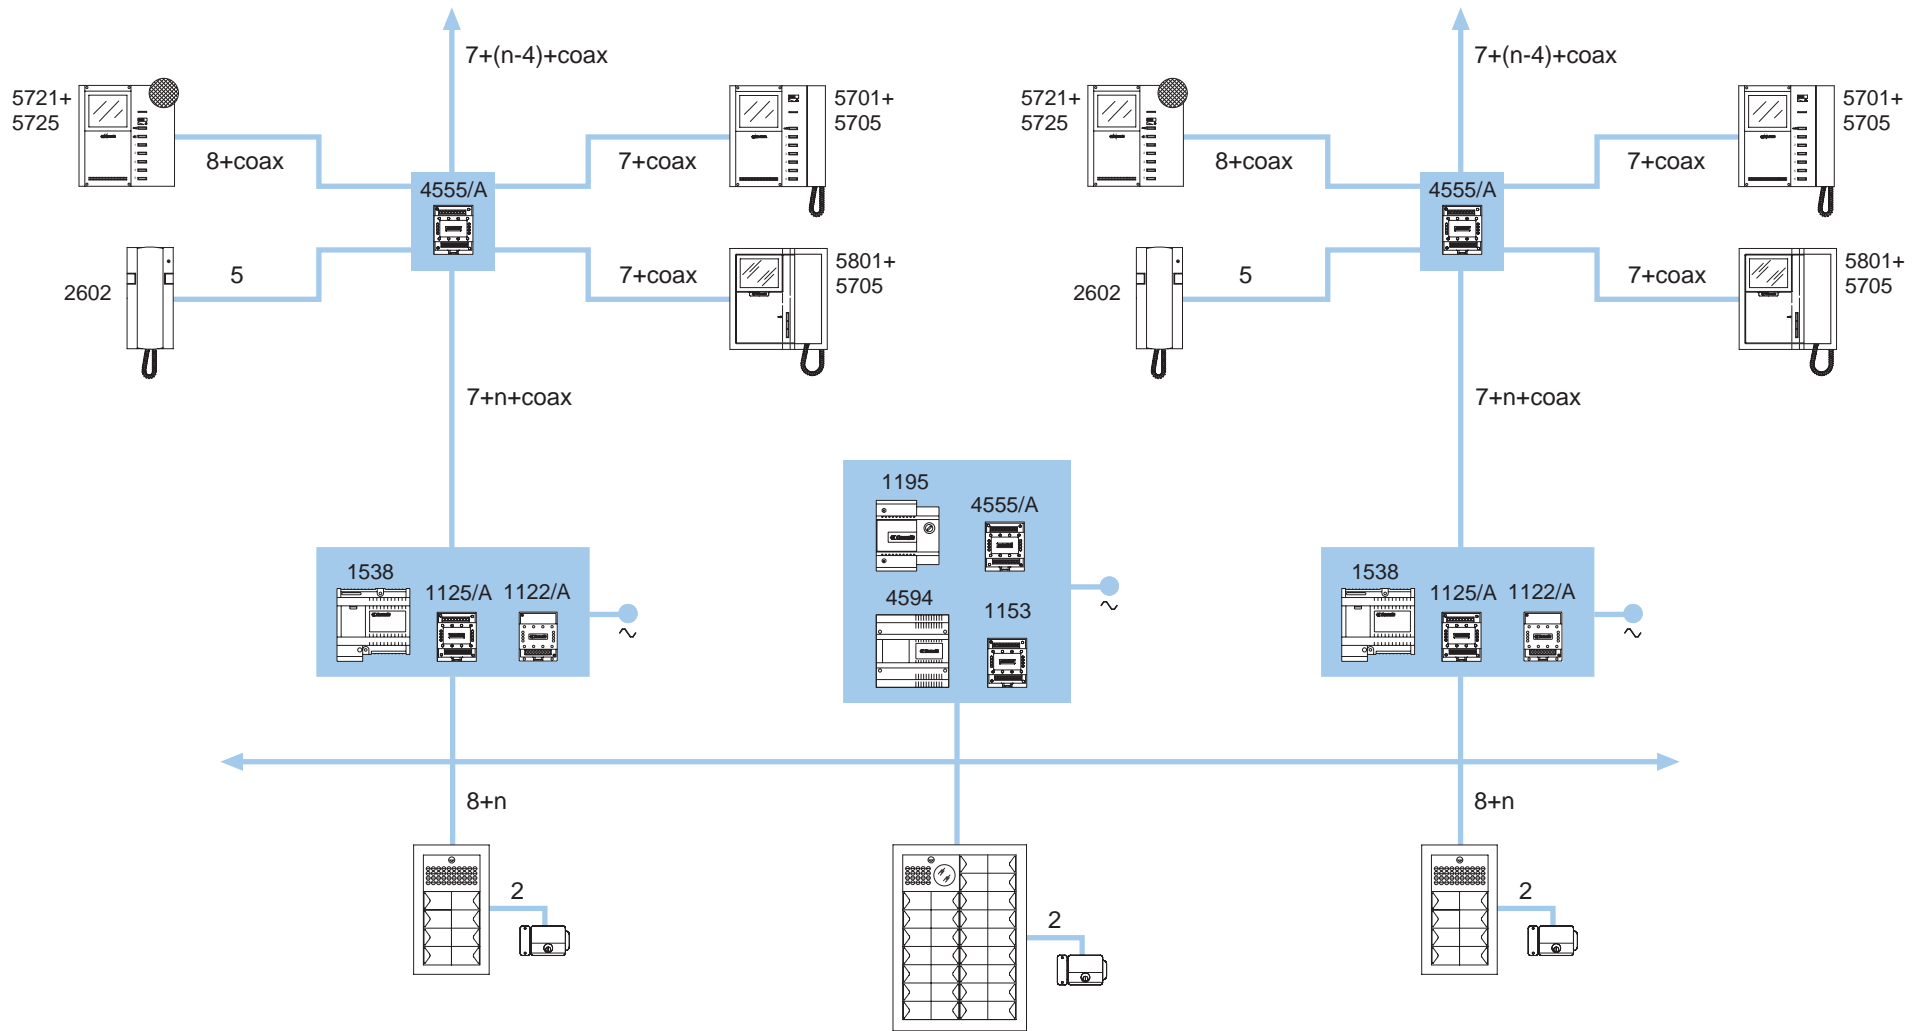 7+(n-4)+coax
7+(n-4)+coax
5721+
5725
5701+
5705
5721+
5725
5701+
5705
8+coax
7+coax
8+coax
7+coax
4555/A
4555/A
2602
5
7+coax
5801+
5705
2602
5
7+coax
5801+
5705
7+n+coax
7+n+coax
1195
4555/A
1538
1125/A
1122/A
4594
1153
1538
1125/A
1122/A
8+n
8+n
2
2
2